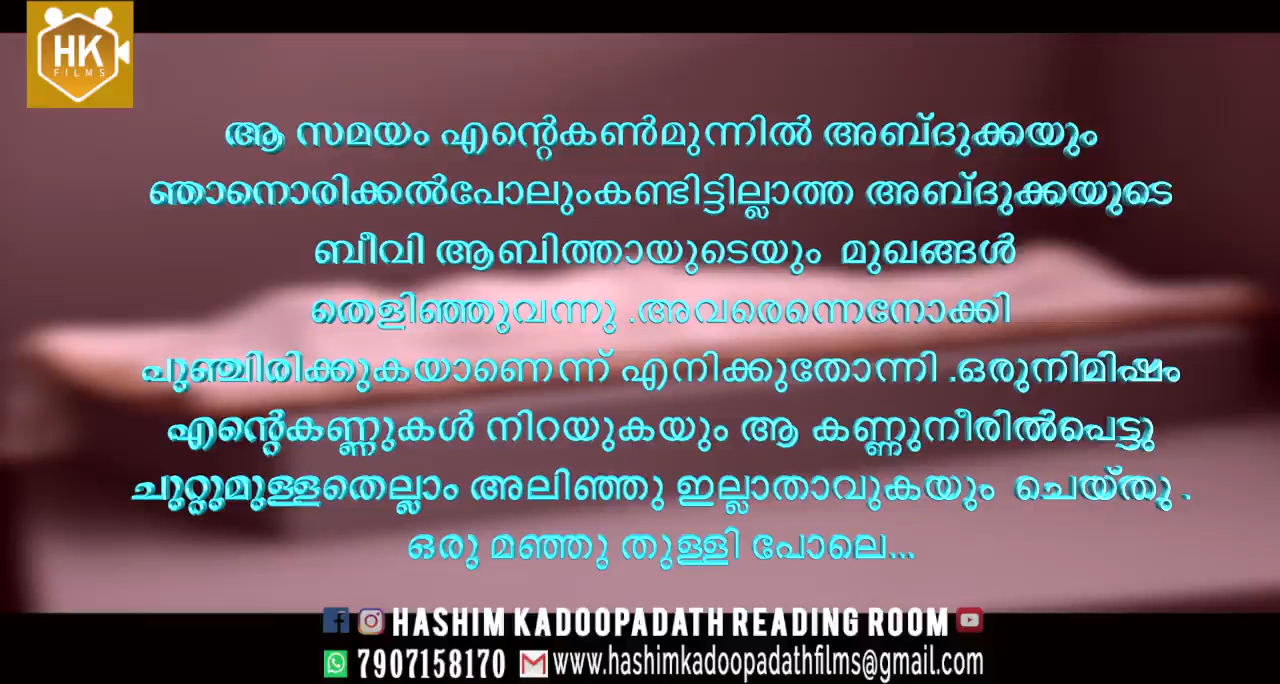 HK
FILMS
ആ സമയം എന്റെകൺമുന്നിൽ അബ്ദുക്കയും
ഞാനൊരിക്കൽപോലുംകണ്ടിട്ടില്ലാത്ത അബ്ദുക്കയുടെ
ബീവി ആബിത്തായുടെയും മുഖങ്ങൾ
തെളിഞ്ഞുവന്നു .അവരെന്നെനോക്കി
പുഞ്ചിരിക്കുകയാണെന്ന് എനിക്കുതോന്നി .ഒരുനിമിഷം
എന്റെകണ്ണുകൾ നിറയുകയും ആ കണ്ണുനീരിൽപെട്ടു
ചുറ്റുമുള്ളതെല്ലാം അലിഞ്ഞു ഇല്ലാതാവുകയും ചെയ്തു .
ഒരു മഞ്ഞു തുള്ളി പോലെ...
HASHIM KADOOPADATH READING ROOM
7907158170 www.hashimkadoopadathfilms@gmail.com